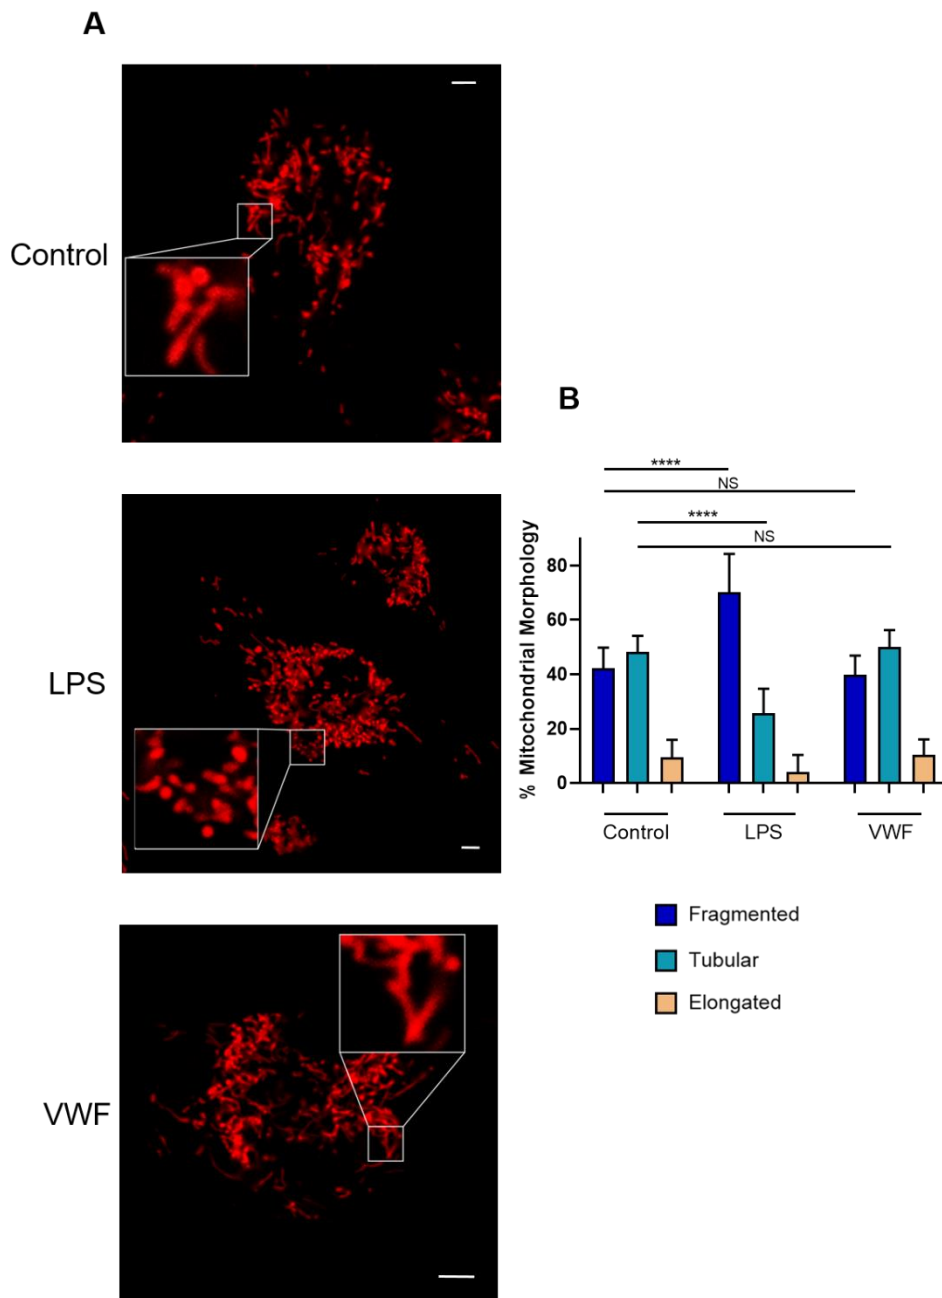 A
Control
LPS
VWF
B
****
NS
****
NS
% Mitochondrial Morphology
80
60
40
20
0
Control LPS VWF
Fragmented
Tubular
Elongated